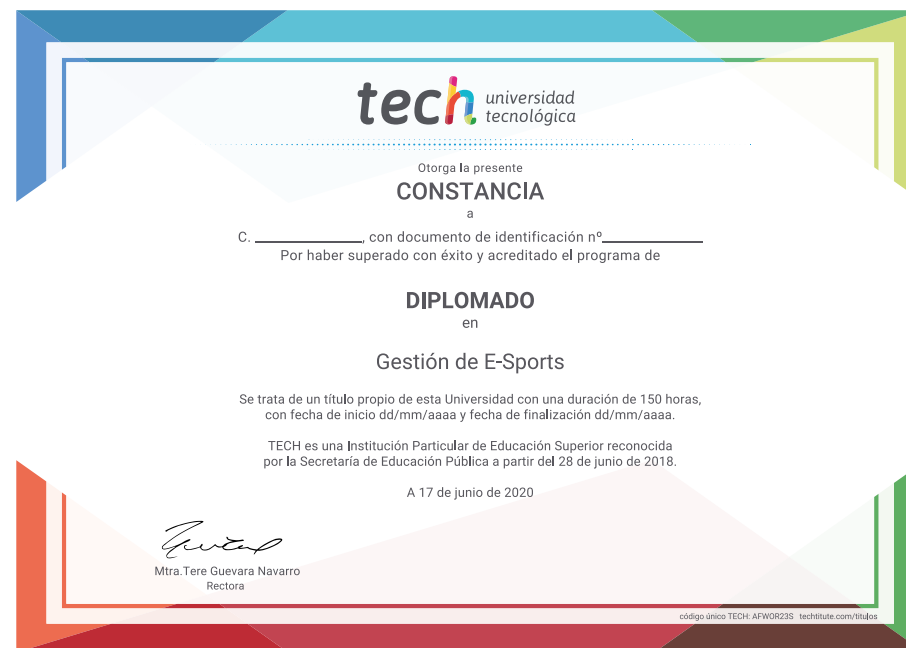 tech universidad
tecnológica
Otorga la presente
CONSTANCIA
a
C. ____________, con documento de identificación nº____________
Por haber superado con éxito y acreditado el programa de
DIPLOMADO
en
Gestión de E-Sports
Se trata de un título propio de esta Universidad con una duración de 150 horas,
con fecha de inicio dd/mm/aaaa y fecha de finalización dd/mm/aaaa.
TECH es una Institución Particular de Educación Superior reconocida
por la Secretaría de Educación Pública a partir del 28 de junio de 2018.
A 17 de junio de 2020
Mtra.Tere Guevara Navarro
Rectora
código único TECH: AFWOR23S techtitute.com/titulos